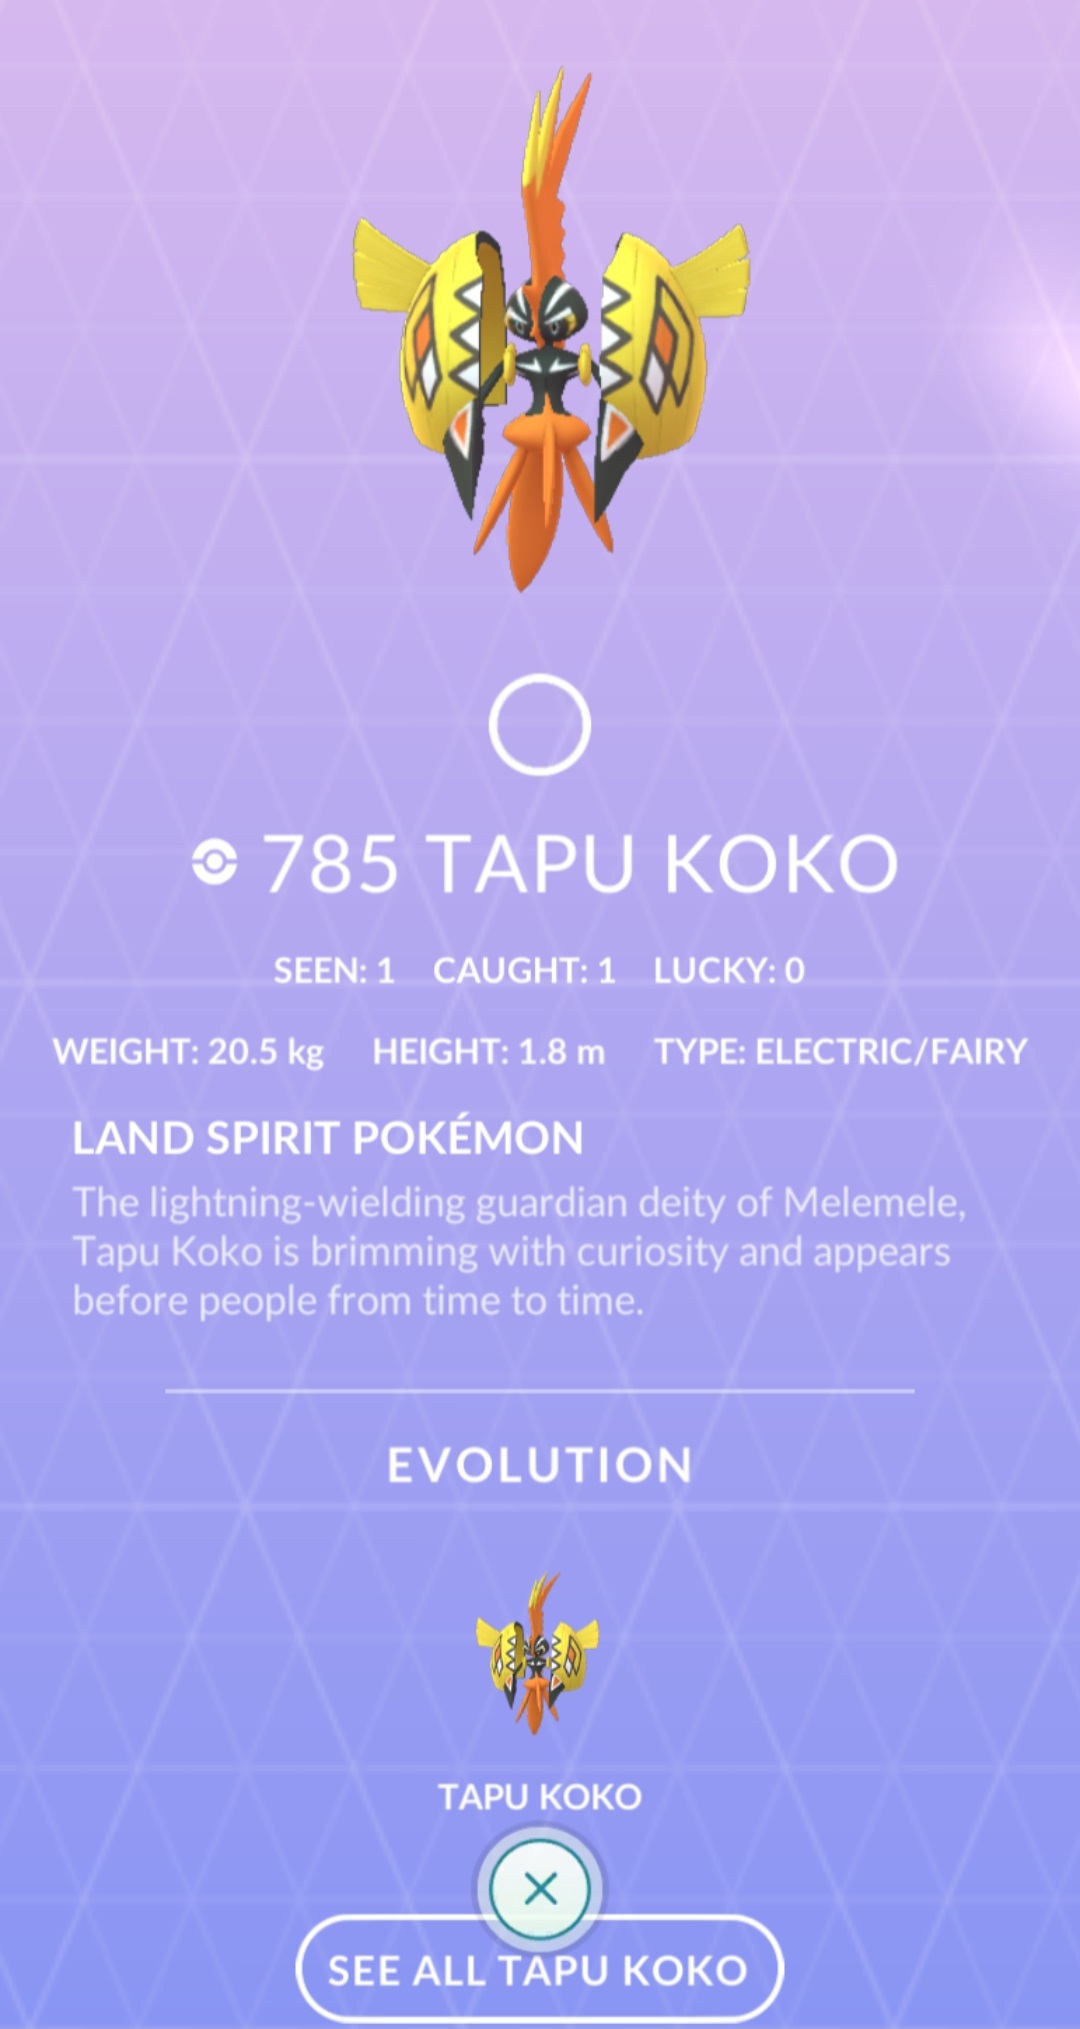 785 TAPU KOKO
SEEN: 1 CAUGHT: 1 LUCKY: 0
WEIGHT: 20.5 kg HEIGHT: 1.8 m TYPE: ELECTRIC/FAIRY
LAND SPIRIT POKÉMON
The lightning-wielding guardian deity of Melemele,
Tapu Koko is brimming with curiosity and appears
before people from time to time.
EVOLUTION
TAPU KOKO
SEE ALL TAPU KOKO